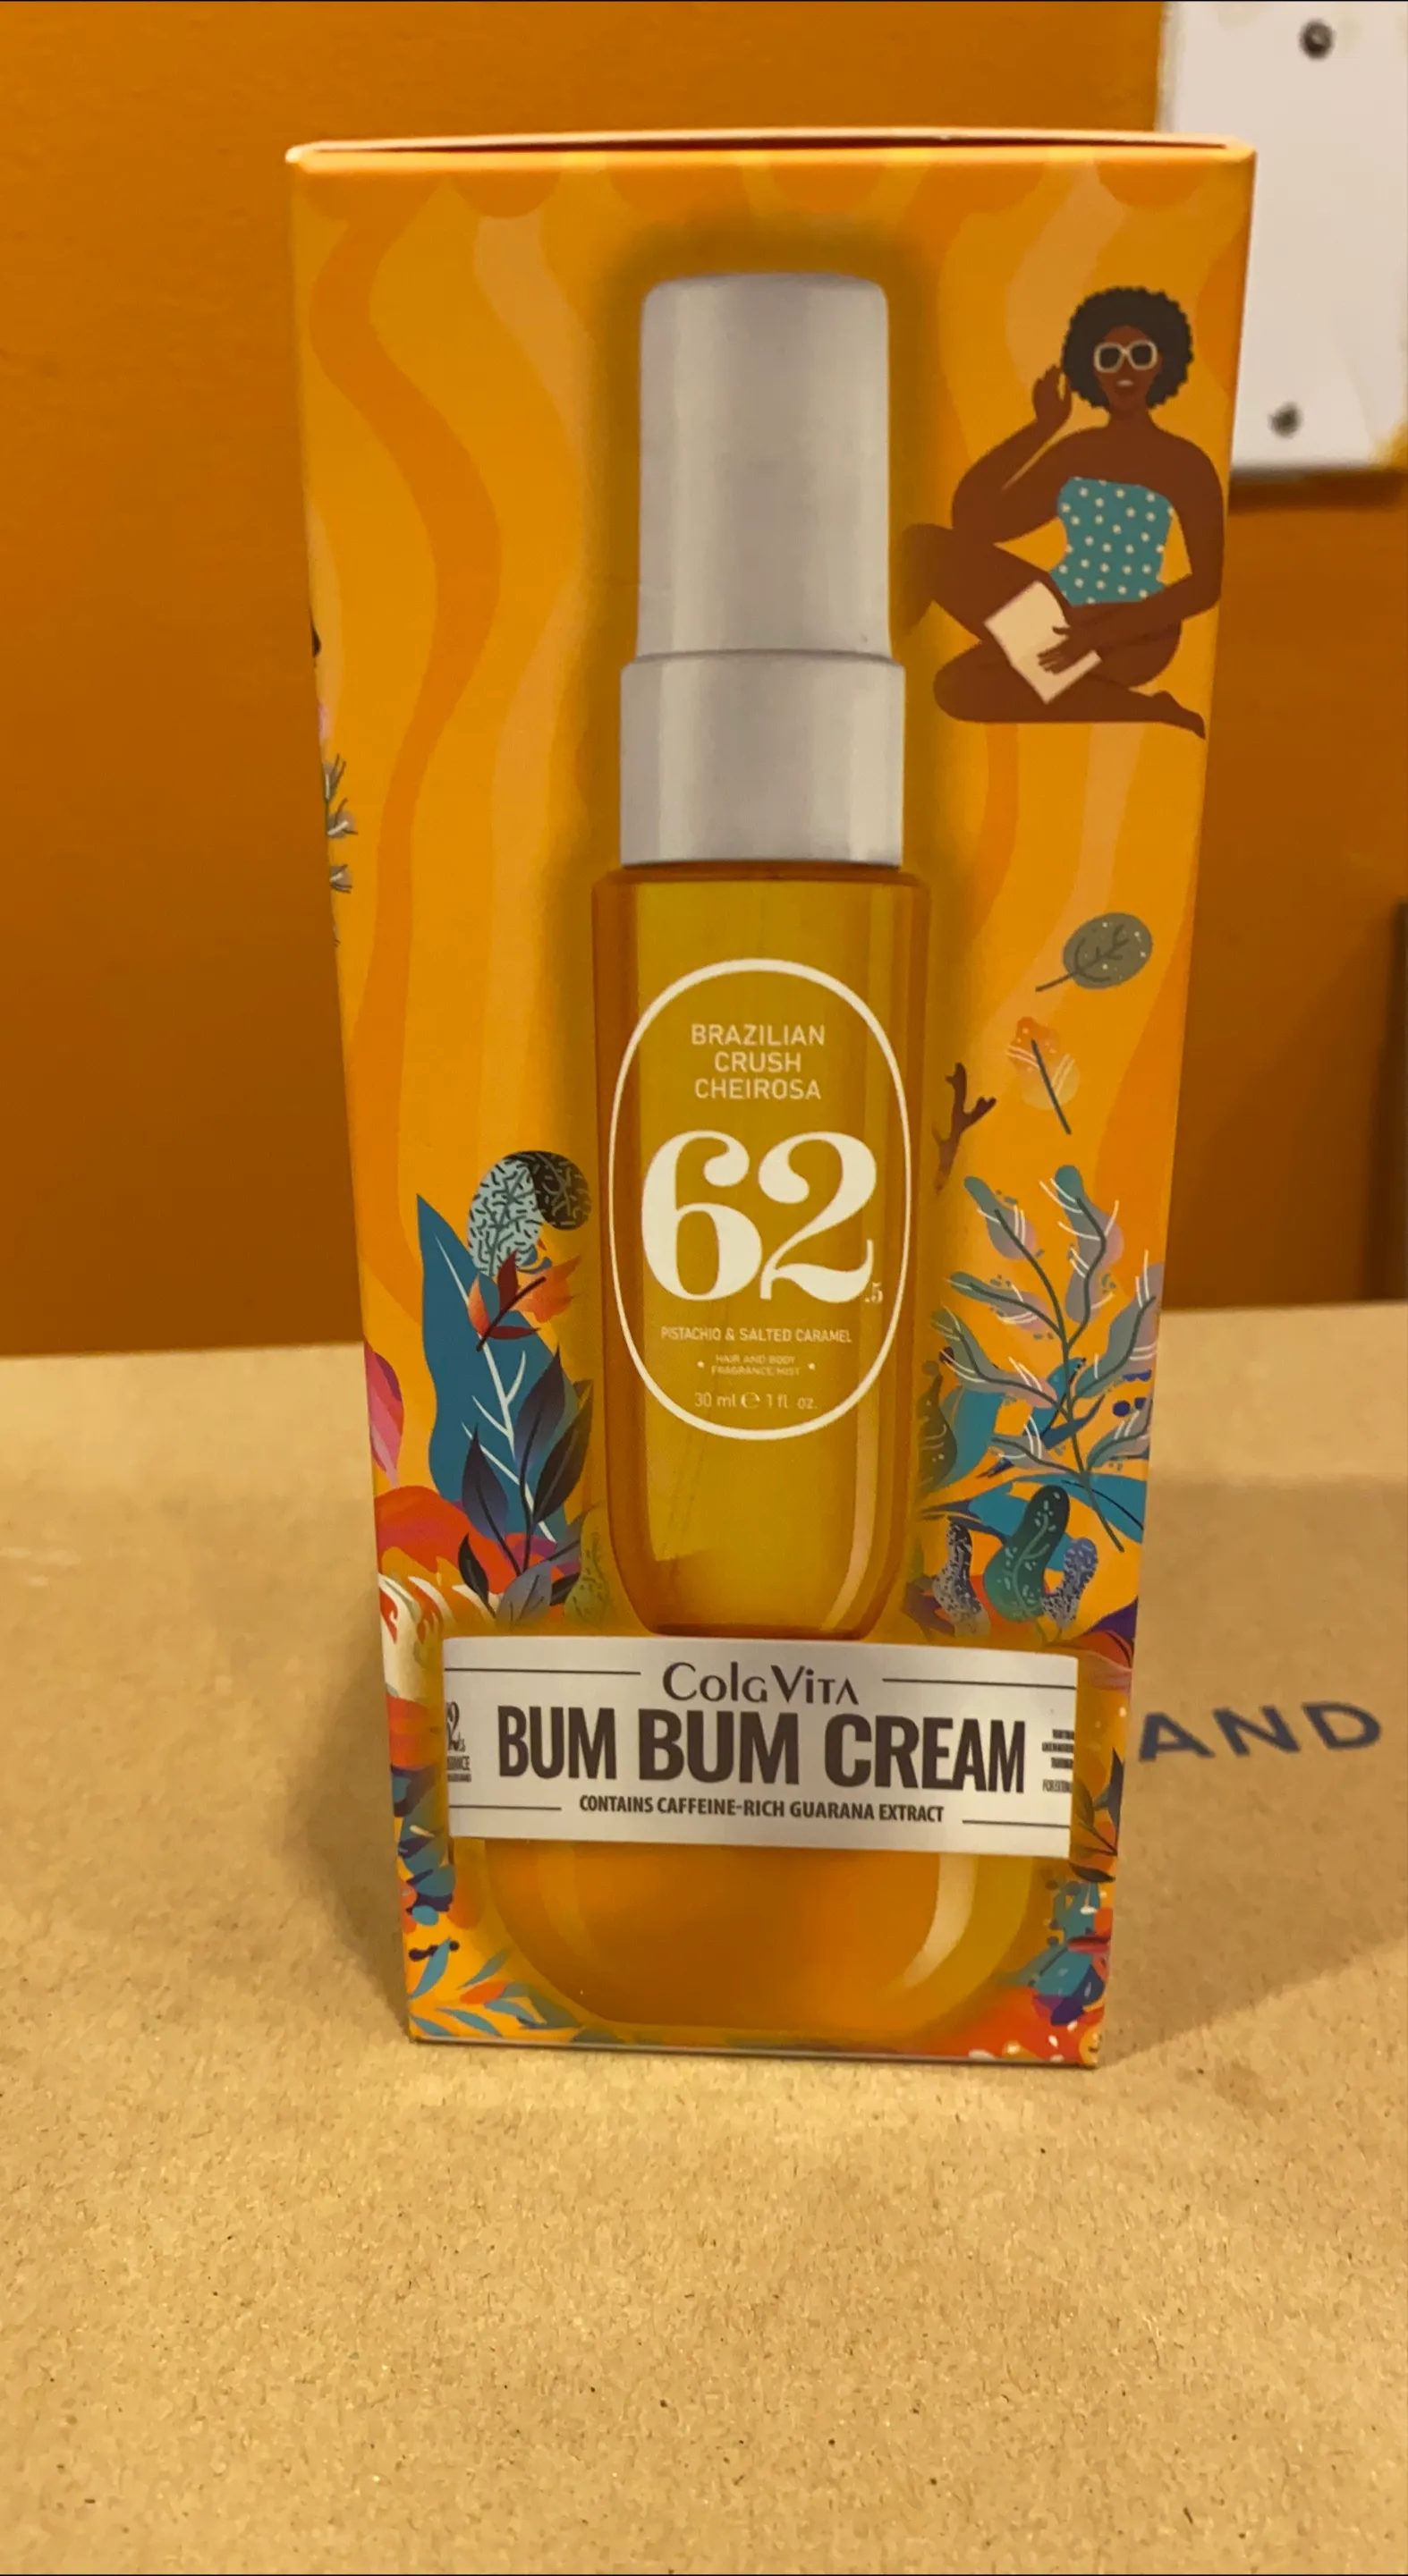 BRAZILIAN
CRUSH
CHEIROSA
62.5
PISTACHIO & SALTED CARAMEL
• HAIR AND BODY •
FRAGRANCE MIST
30 ml ℮ 1 fl. oz.
ColGVITA
BUM BUM CREAM
CONTAINS CAFFEINE-RICH GUARANA EXTRACT
AND